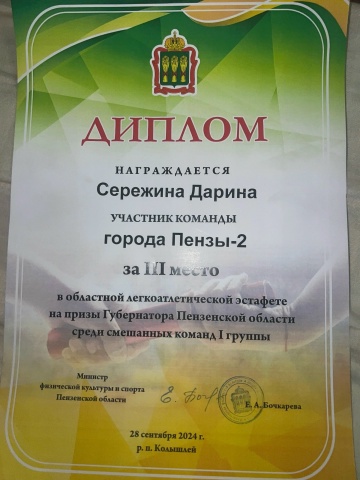 ДИПЛОМ
НАГРАЖДАЕТСЯ
Сережина Дарина
УЧАСТНИК КОМАНДЫ
города Пензы-2
за III место
в областной легкоатлетической эстафете
на призы Губернатора Пензенской области
среди смешанных команд I группы
Министр
физической культуры и спорта
Пензенской области
Е. А. Бочкарева
28 сентября 2024 г.
р. п. Колышлей